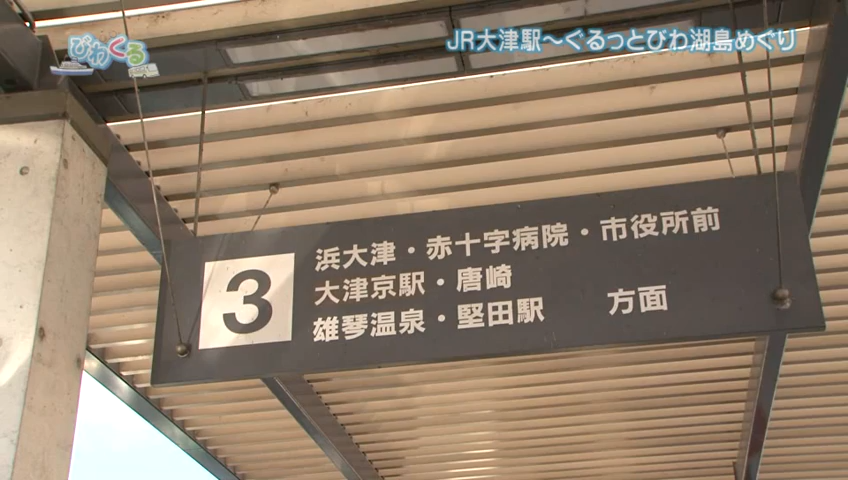 びわくる
JR大津駅～ぐるっとびわ湖島めぐり
3
浜大津・赤十字病院・市役所前
大津京駅・唐崎
雄琴温泉・堅田駅 方面